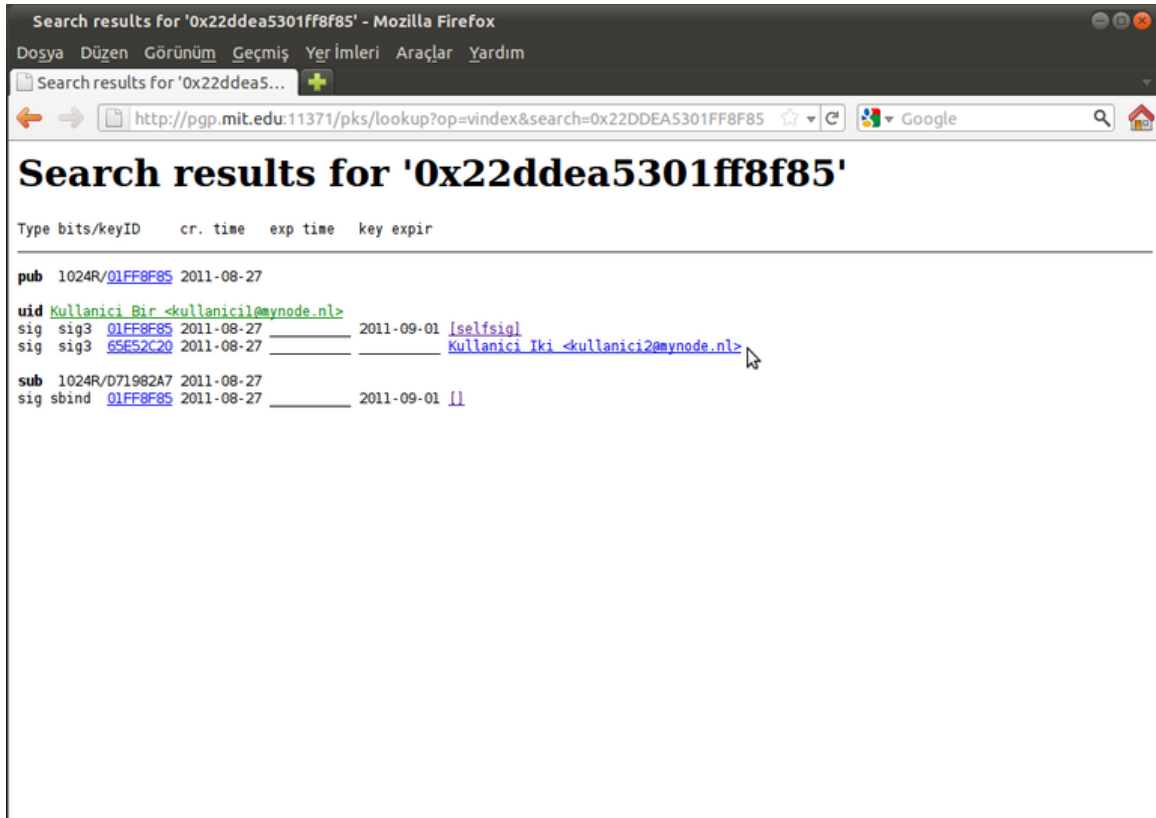 Search results for '0x22ddea5301ff8f85' - Mozilla Firefox
Dosya Düzen Görünüm Geçmiş Yer İmleri Araçlar Yardım
Search results for '0x22ddea5...
http://pgp.mit.edu:11371/pks/lookup?op=vindex&search=0x22DDEA5301FF8F85 Google
Search results for '0x22ddea5301ff8f85'
Type bits/keyID cr. time exp time key expir
pub 1024R/01FF8F85 2011-08-27
uid Kullanici Bir <kullanici1@mynode.nl>
sig sig3 01FF8F85 2011-08-27 __________ 2011-09-01 [selfsig]
sig sig3 65E52C20 2011-08-27 __________ __________ Kullanici Iki <kullanici2@mynode.nl>
sub 1024R/D71982A7 2011-08-27
sig sbind 01FF8F85 2011-08-27 __________ 2011-09-01 []